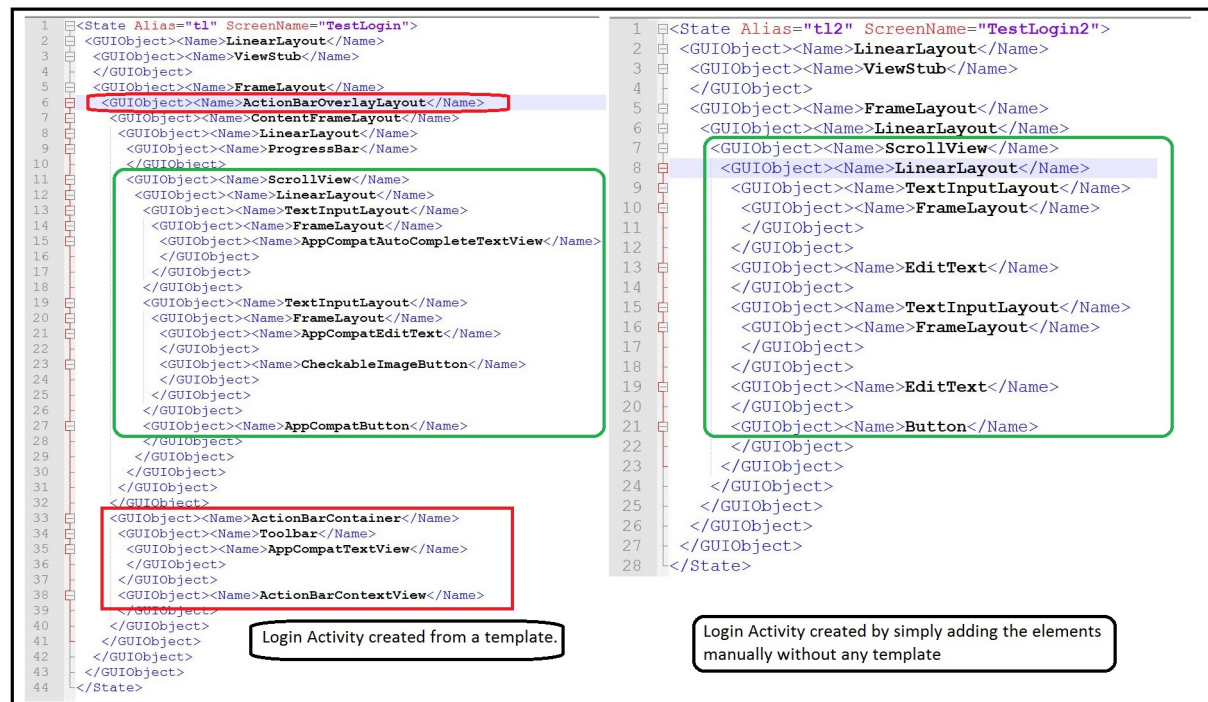 1 <State Alias="tl" ScreenName="TestLogin">
2 <GUIObject><Name>LinearLayout</Name>
3 <GUIObject><Name>ViewStub</Name>
4 </GUIObject>
5 <GUIObject><Name>FrameLayout</Name>
6 <GUIObject><Name>ActionBarOverlayLayout</Name>
7 <GUIObject><Name>ContentFrameLayout</Name>
8 <GUIObject><Name>LinearLayout</Name>
9 <GUIObject><Name>ProgressBar</Name>
10 </GUIObject>
11 <GUIObject><Name>ScrollView</Name>
12 <GUIObject><Name>LinearLayout</Name>
13 <GUIObject><Name>TextInputLayout</Name>
14 <GUIObject><Name>FrameLayout</Name>
15 <GUIObject><Name>AppCompatAutoCompleteTextView</Name>
16 </GUIObject>
17 </GUIObject>
18 </GUIObject>
19 <GUIObject><Name>TextInputLayout</Name>
20 <GUIObject><Name>FrameLayout</Name>
21 <GUIObject><Name>AppCompatEditText</Name>
22 </GUIObject>
23 <GUIObject><Name>CheckableImageButton</Name>
24 </GUIObject>
25 </GUIObject>
26 </GUIObject>
27 <GUIObject><Name>AppCompatButton</Name>
28 </GUIObject>
29 </GUIObject>
30 </GUIObject>
31 </GUIObject>
32 </GUIObject>
33 <GUIObject><Name>ActionBarContainer</Name>
34 <GUIObject><Name>Toolbar</Name>
35 <GUIObject><Name>AppCompatTextView</Name>
36 </GUIObject>
37 </GUIObject>
38 <GUIObject><Name>ActionBarContextView</Name>
39 </GUIObject>
40 </GUIObject>
41 </GUIObject>
42 </GUIObject>
43 </GUIObject>
44 </State>
Login Activity created from a template.
1 <State Alias="tl2" ScreenName="TestLogin2">
2 <GUIObject><Name>LinearLayout</Name>
3 <GUIObject><Name>ViewStub</Name>
4 </GUIObject>
5 <GUIObject><Name>FrameLayout</Name>
6 <GUIObject><Name>LinearLayout</Name>
7 <GUIObject><Name>ScrollView</Name>
8 <GUIObject><Name>LinearLayout</Name>
9 <GUIObject><Name>TextInputLayout</Name>
10 <GUIObject><Name>FrameLayout</Name>
11 </GUIObject>
12 </GUIObject>
13 <GUIObject><Name>EditText</Name>
14 </GUIObject>
15 <GUIObject><Name>TextInputLayout</Name>
16 <GUIObject><Name>FrameLayout</Name>
17 </GUIObject>
18 </GUIObject>
19 <GUIObject><Name>EditText</Name>
20 </GUIObject>
21 <GUIObject><Name>Button</Name>
22 </GUIObject>
23 </GUIObject>
24 </GUIObject>
25 </GUIObject>
26 </GUIObject>
27 </GUIObject>
28 </State>
Login Activity created by simply adding the elements
manually without any template